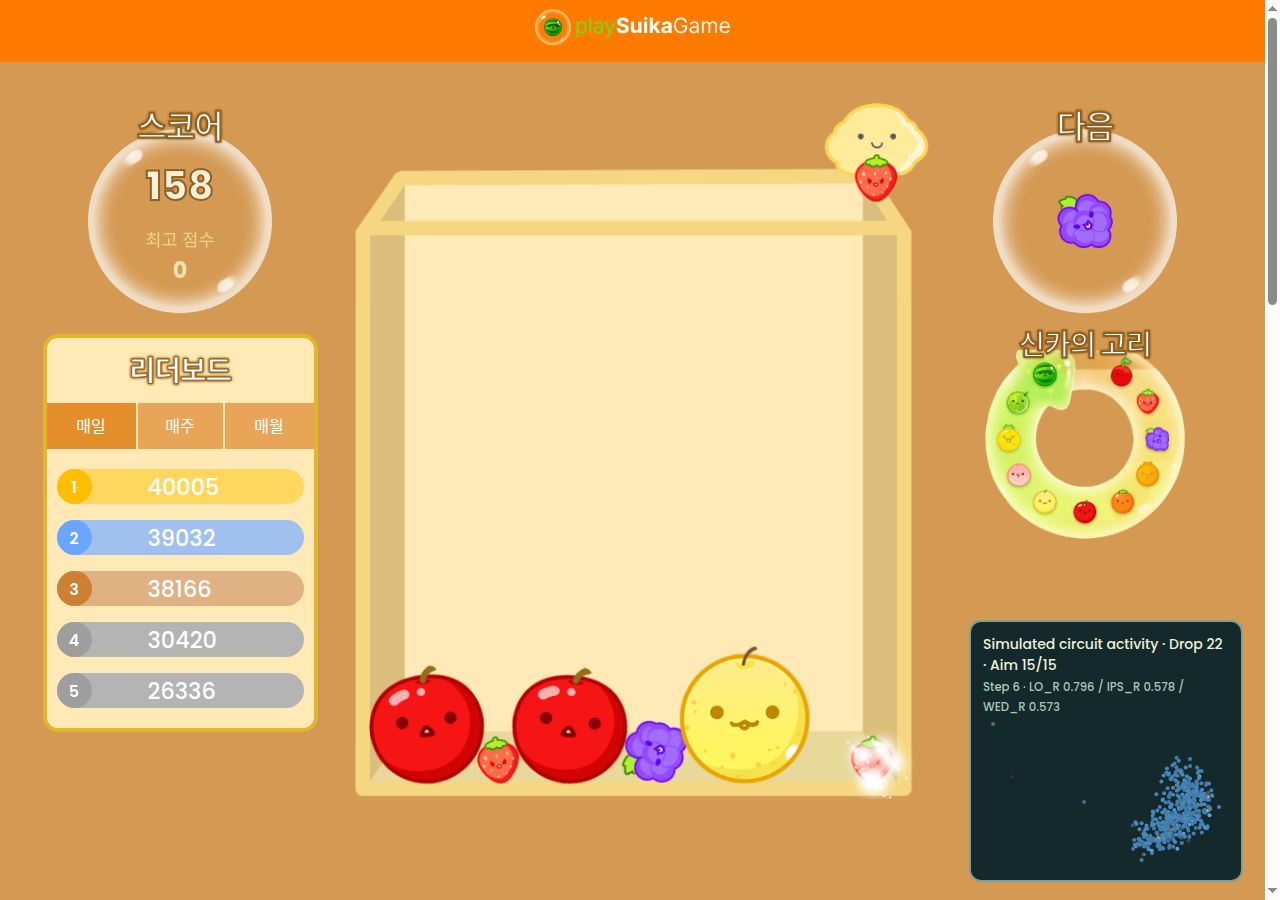 playSuikaGame
스코어
158
최고 점수
0
리더보드
매일 매주 매월
1 40005
2 39032
3 38166
4 30420
5 26336
다음
신카의 고리
Simulated circuit activity · Drop 22
· Aim 15/15
Step 6 · LO_R 0.796 / IPS_R 0.578 /
WED_R 0.573